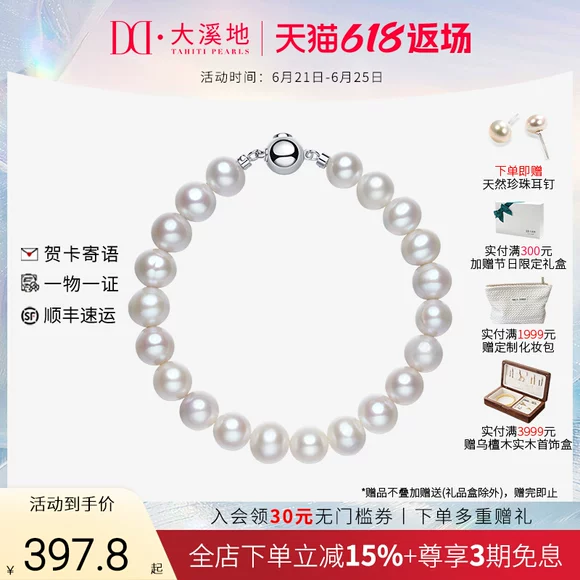 DD·大溪地
TAHITI PEARLS
天猫618返场
活动时间：6月21日-6月25日
下单即赠
天然珍珠耳钉
贺卡寄语
一物一证
SF 顺丰速运
实付满300元
加赠节日限定礼盒
实付满1999元
赠定制化妆包
实付满3999元
赠乌檀木实木首饰盒
*赠品不叠加赠送(礼品盒除外)，赠完即止
活动到手价
￥397.8起
入会领30元无门槛券｜下单多重赠礼
全店下单立减15%+尊享3期免息